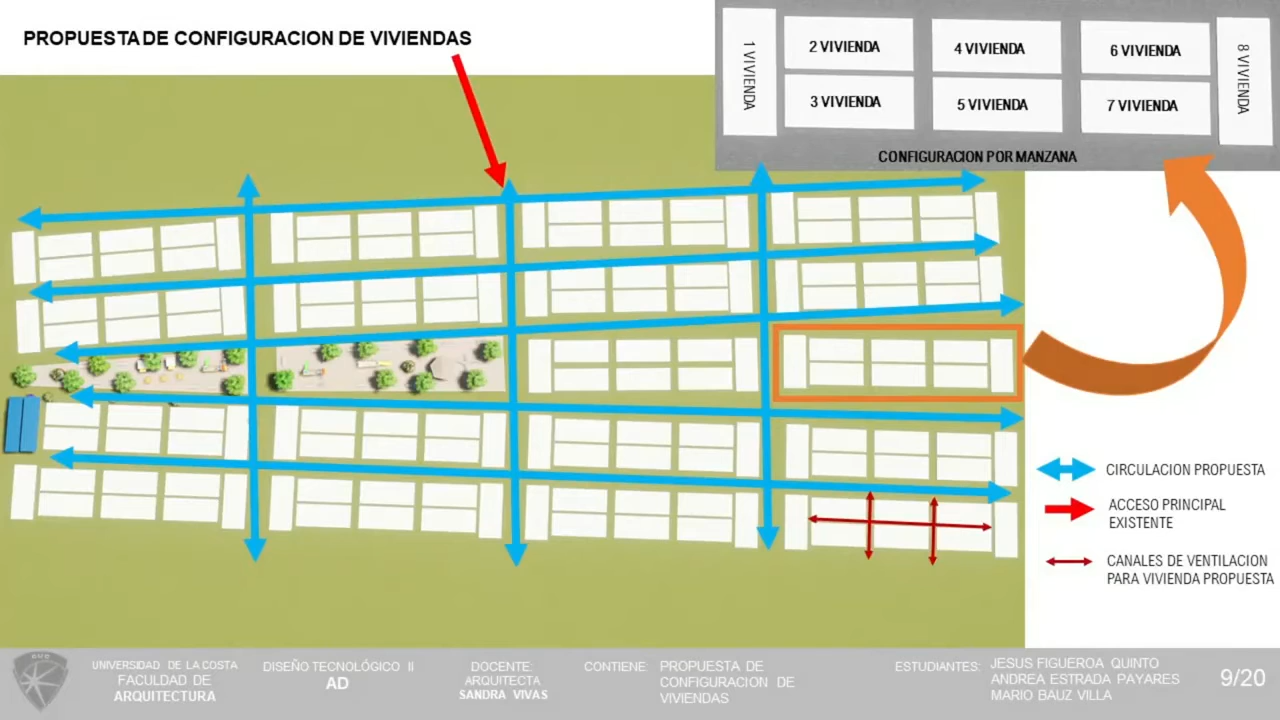 PROPUESTA DE CONFIGURACION DE VIVIENDAS
1 VIVIENDA
2 VIVIENDA
4 VIVIENDA
6 VIVIENDA
8 VIVIENDA
3 VIVIENDA
5 VIVIENDA
7 VIVIENDA
CONFIGURACION POR MANZANA
CIRCULACION PROPUESTA
ACCESO PRINCIPAL
EXISTENTE
CANALES DE VENTILACION
PARA VIVIENDA PROPUESTA
UNIVERSIDAD DE LA COSTA
FACULDAD DE
ARQUITECTURA
DISEÑO TECNOLÓGICO II
AD
DOCENTE:
ARQUITECTA
SANDRA VIVAS
CONTIENE:
PROPUESTA DE
CONFIGURACION DE
VIVIENDAS
ESTUDIANTES:
JESUS FIGUEROA QUINTO
ANDREA ESTRADA PAYARES
MARIO BAUZ VILLA
9/20